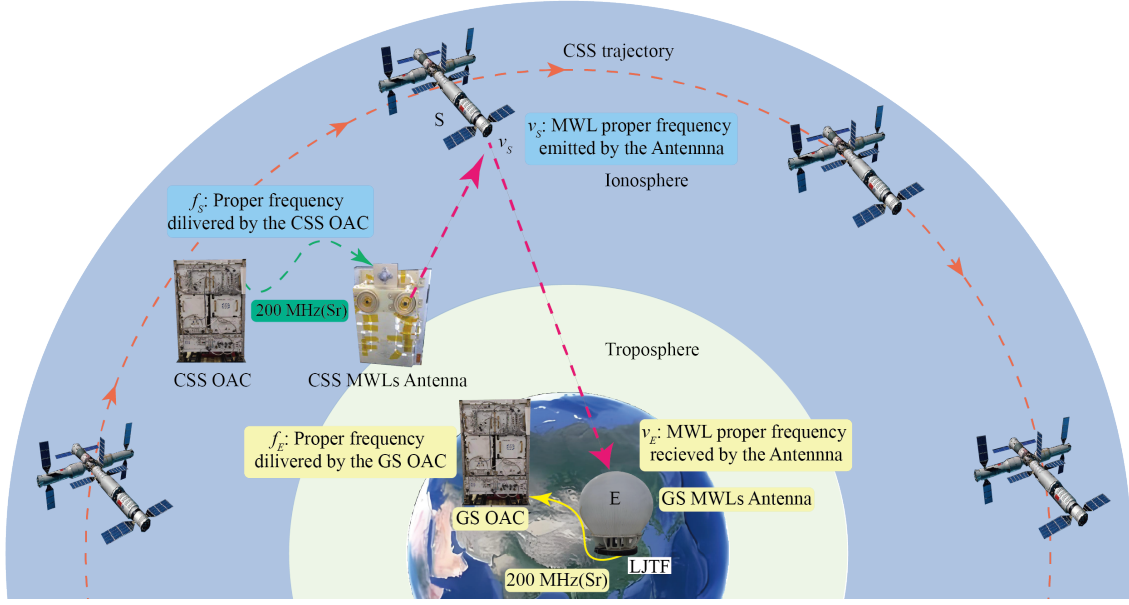 CSS trajectory
S
v_S
v_S: MWL proper frequency
emitted by the Antennna
Ionosphere
f_S: Proper frequency
dilivered by the CSS OAC
200 MHz(Sr)
CSS OAC
CSS MWLs Antenna
Troposphere
f_E: Proper frequency
dilivered by the GS OAC
v_E: MWL proper frequency
recieved by the Antennna
E
GS MWLs Antenna
GS OAC
LJTF
200 MHz(Sr)